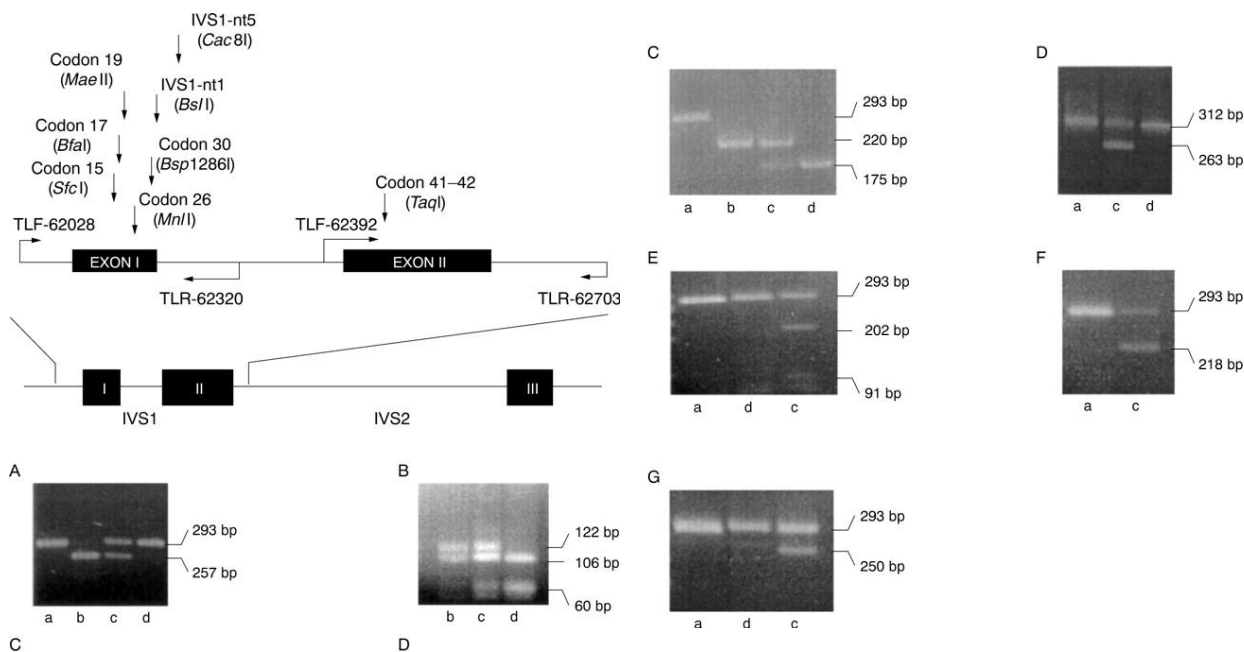 IVS1-nt5
(Cac8I)
Codon 19
(MaeII)
IVS1-nt1
(BslI)
Codon 17
(BfaI)
Codon 30
(Bsp1286I)
Codon 15
(SfcI)
Codon 26
(MnlI)
Codon 41–42
(TaqI)
TLF-62028
TLF-62392
EXON I
EXON II
TLR-62320
TLR-62703
I
II
III
IVS1
IVS2
A
293 bp
257 bp
a b c d
B
122 bp
106 bp
60 bp
b c d
C
D
C
293 bp
220 bp
175 bp
a b c d
D
312 bp
263 bp
a c d
E
293 bp
202 bp
91 bp
a d c
F
293 bp
218 bp
a c
G
293 bp
250 bp
a d c